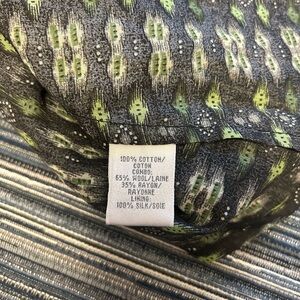 100% COTTON/
COTON
COMBO:
65% WOOL/LAINE
35% RAYON/
RAYONNE
LINING:
100% SILK/SOIE